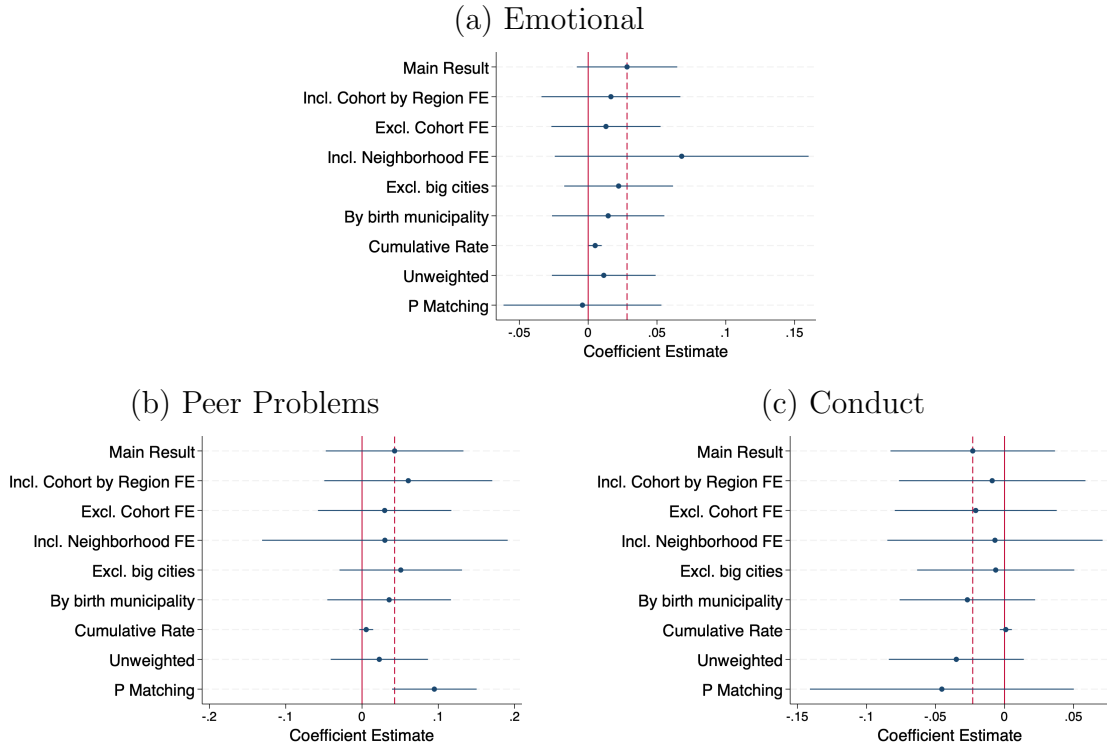 (a) Emotional
Main Result
Incl. Cohort by Region FE
Excl. Cohort FE
Incl. Neighborhood FE
Excl. big cities
By birth municipality
Cumulative Rate
Unweighted
P Matching
-.05 0 .05 .1 .15
Coefficient Estimate
(b) Peer Problems
Main Result
Incl. Cohort by Region FE
Excl. Cohort FE
Incl. Neighborhood FE
Excl. big cities
By birth municipality
Cumulative Rate
Unweighted
P Matching
-.2 -.1 0 .1 .2
Coefficient Estimate
(c) Conduct
Main Result
Incl. Cohort by Region FE
Excl. Cohort FE
Incl. Neighborhood FE
Excl. big cities
By birth municipality
Cumulative Rate
Unweighted
P Matching
-.15 -.1 -.05 0 .05
Coefficient Estimate